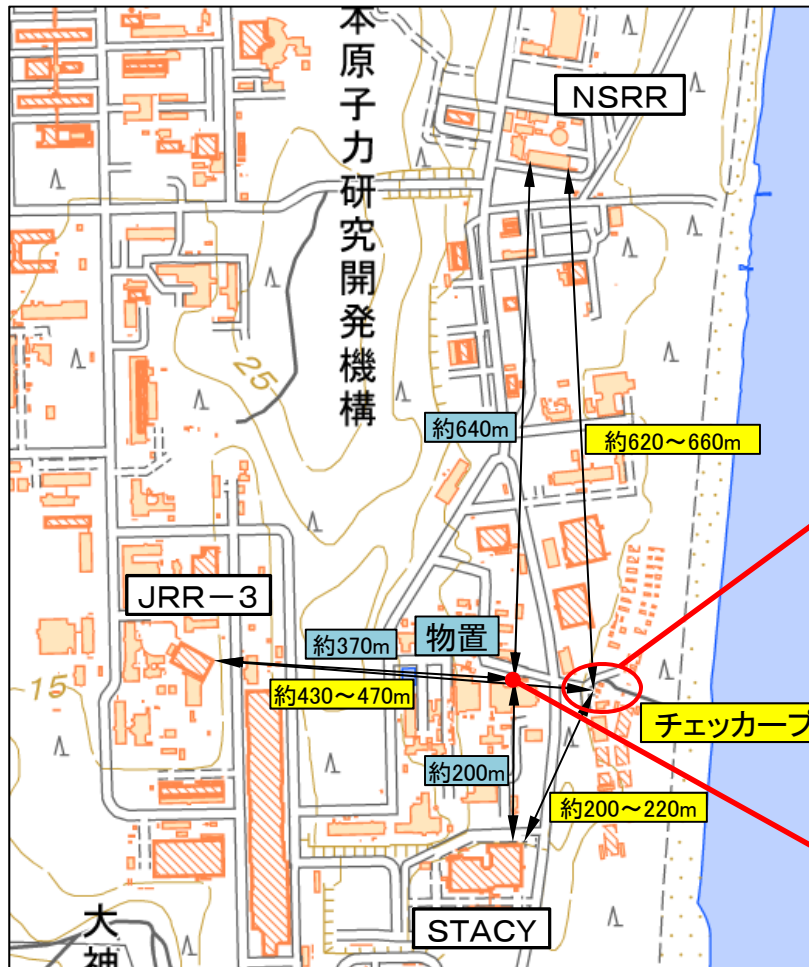 本原子力研究開発機構
NSRR
25
約640m
約620～660m
JRR－3
約370m
物置
15
約430～470m
チェッカープ
約200m
約200～220m
STACY
大神